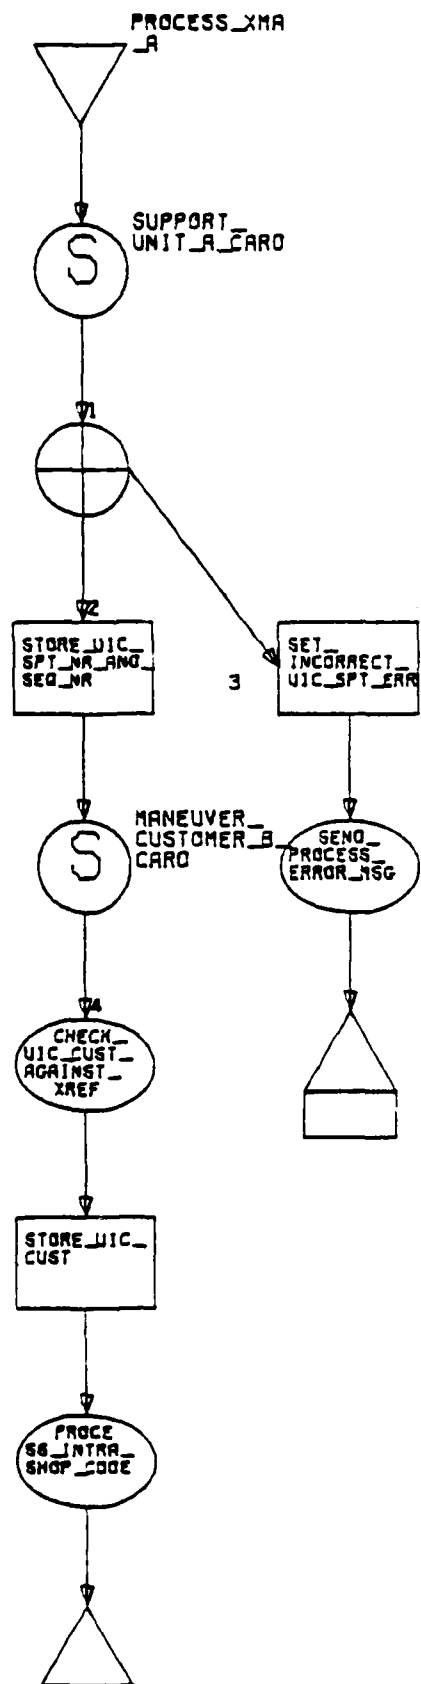 PROCESS_XMA
_A
SUPPORT_
UNIT_A_CARD
S
1
2
STORE_UIC_
SPT_NR_AND_
SEQ_NR
SET_
INCORRECT_
UIC_SPT_ERR
3
MANEUVER_
CUSTOMER_B_
CARD
S
SEND_
PROCESS_
ERROR_MSG
4
CHECK_
UIC_CUST_
AGAINST_
XREF
STORE_UIC_
CUST
PROCE
SS_INTRA_
SHOP_CODE